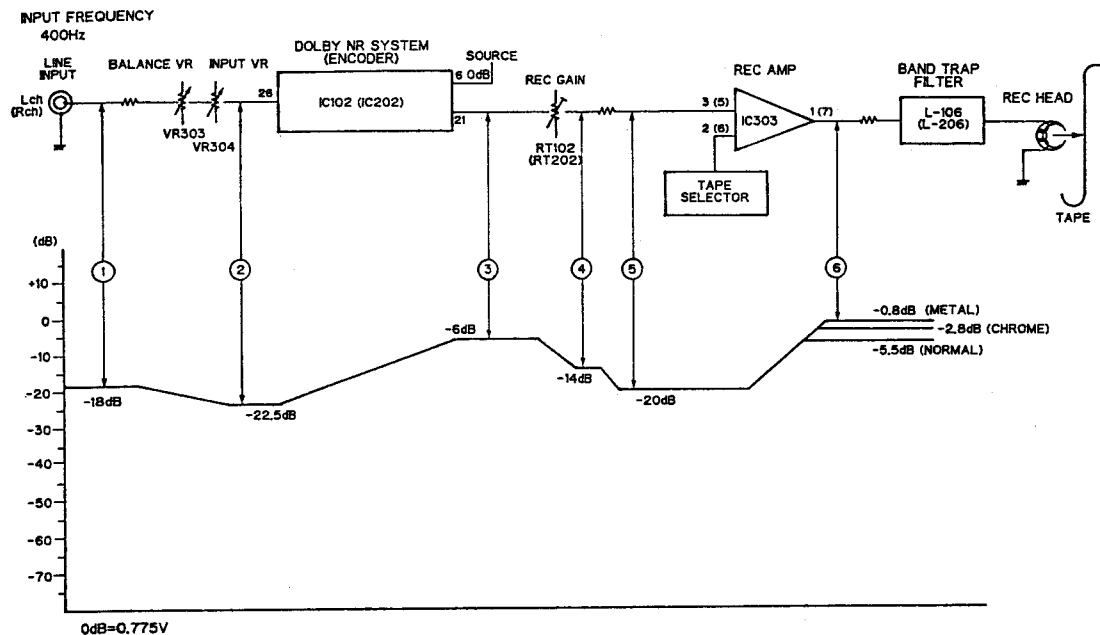 INPUT FREQUENCY
400Hz
LINE
INPUT
Lch
(Rch)
BALANCE VR
INPUT VR
VR303
VR304
26
DOLBY NR SYSTEM
(ENCODER)
IC102 (IC202)
6
0dB
SOURCE
21
REC GAIN
RT102
(RT202)
REC AMP
3 (5)
2 (6)
IC303
1 (7)
TAPE
SELECTOR
BAND TRAP
FILTER
L-106
(L-206)
REC HEAD
TAPE
(dB)
1
2
3
4
5
6
+10
0
-10
-20
-30
-40
-50
-60
-70
-18dB
-22.5dB
-6dB
-14dB
-20dB
-0.8dB (METAL)
-2.8dB (CHROME)
-5.5dB (NORMAL)
0dB=0.775V